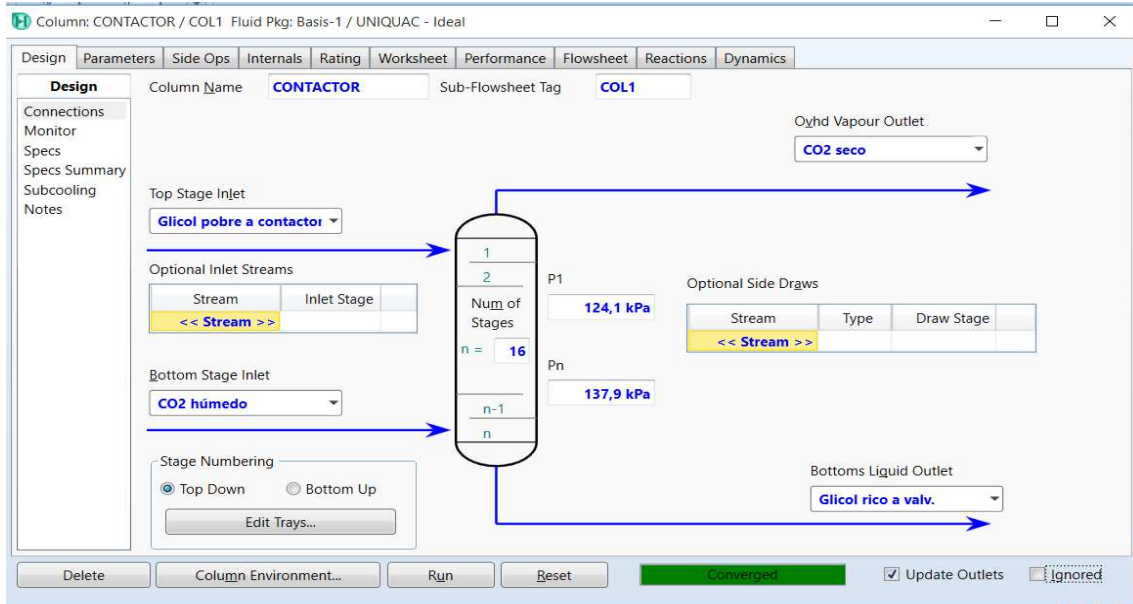 Column: CONTACTOR / COL1 Fluid Pkg: Basis-1 / UNIQUAC - Ideal
Design Parameters Side Ops Internals Rating Worksheet Performance Flowsheet Reactions Dynamics
Design
Connections
Monitor
Specs
Specs Summary
Subcooling
Notes
Column Name CONTACTOR Sub-Flowsheet Tag COL1
Ovhd Vapour Outlet
CO2 seco
Top Stage Inlet
Glicol pobre a contactor
Optional Inlet Streams
Stream Inlet Stage
<< Stream >>
Bottom Stage Inlet
CO2 húmedo
1
2
Num of
Stages
n = 16
n-1
n
P1
124,1 kPa
Pn
137,9 kPa
Optional Side Draws
Stream Type Draw Stage
<< Stream >>
Stage Numbering
Top Down Bottom Up
Edit Trays...
Bottoms Liquid Outlet
Glicol rico a valv.
Delete Column Environment... Run Reset Converged Update Outlets Ignored